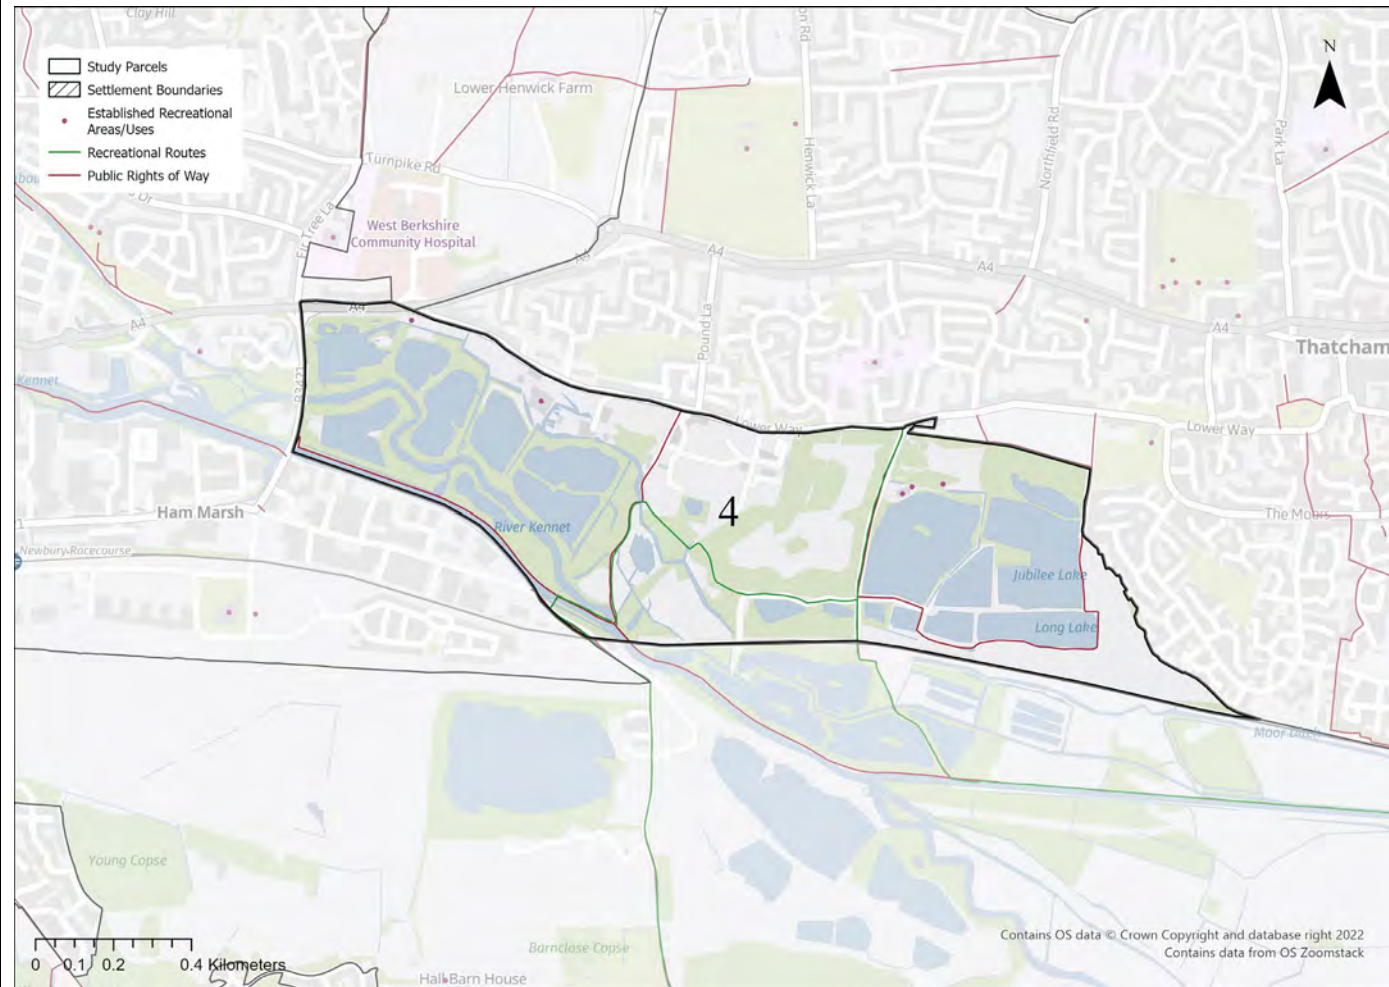 Clay Hill
N
Study Parcels
Settlement Boundaries
Established Recreational
Areas/Uses
Recreational Routes
Public Rights of Way
Lower Henwick Farm
Turnpike Rd
Henwick La
Northfield Rd
Park La
Fir Tree La
West Berkshire
Community Hospital
A4
A4
A4
A4
A4
A4
Pound La
Thatcham
Kennet
B3421
Lower Way
Lower Way
4
Ham Marsh
River Kennet
The Moors
Newbury Racecourse
Jubilee Lake
Long Lake
Moor Ditch
Young Copse
Barnclose Copse
Hall Barn House
0 0.1 0.2 0.4 Kilometers
Contains OS data © Crown Copyright and database right 2022
Contains data from OS Zoomstack